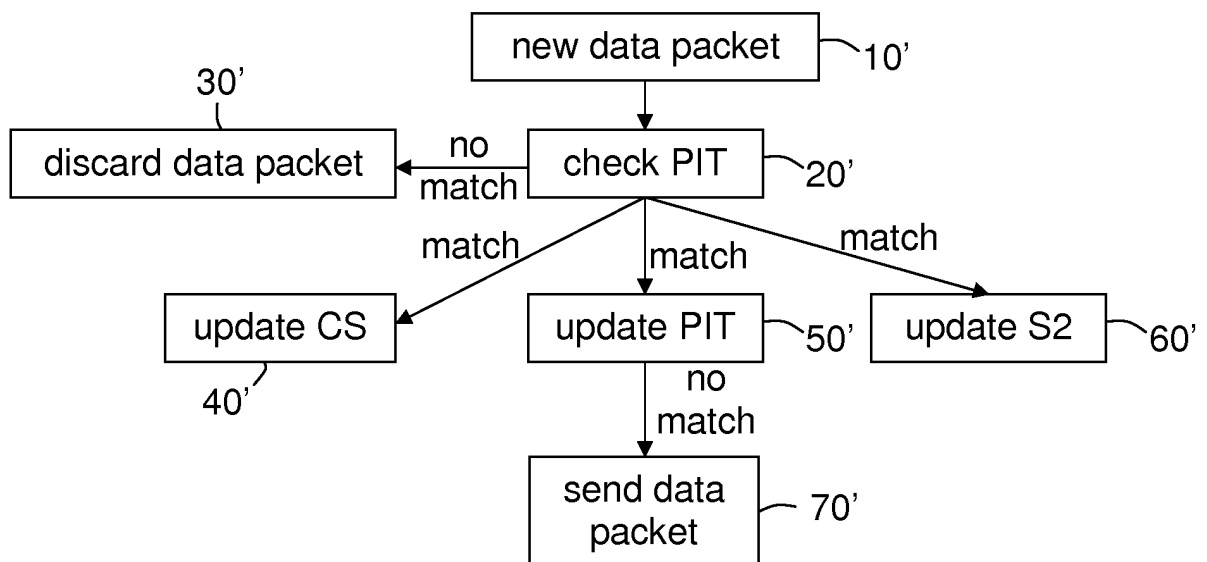 new data packet
10’
30’
discard data packet
no
match
check PIT
20’
match
match
match
update CS
40’
update PIT
50’
update S2
60’
no
match
send data
packet
70’